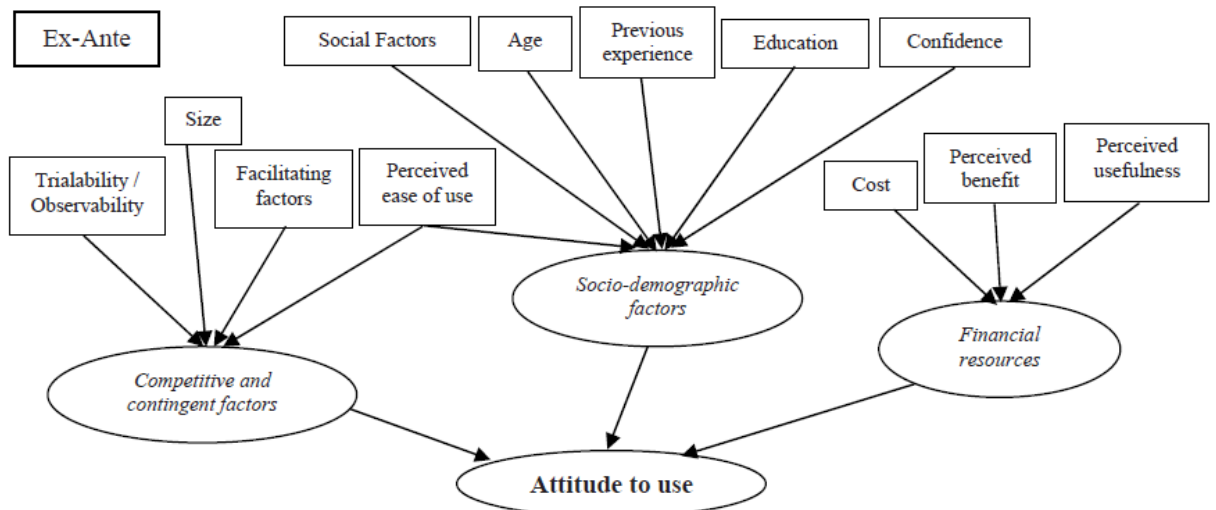 Ex-Ante
Social Factors
Age
Previous
experience
Education
Confidence
Size
Trialability /
Observability
Facilitating
factors
Perceived
ease of use
Cost
Perceived
benefit
Perceived
usefulness
Socio-demographic
factors
Financial
resources
Competitive and
contingent factors
Attitude to use